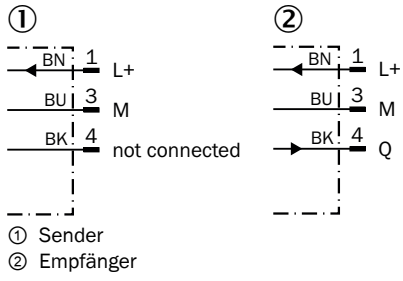 ① ②
BN 1 L+ BN 1 L+
BU 3 M BU 3 M
BK 4 not connected BK 4 Q
① Sender
② Empfänger